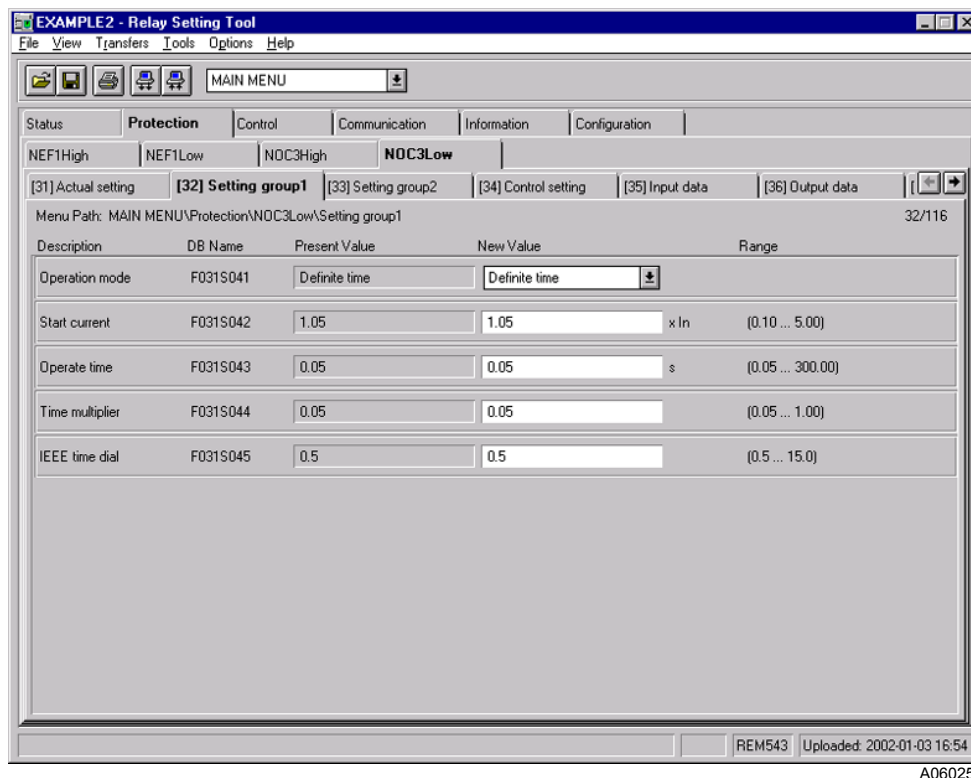 EXAMPLE2 - Relay Setting Tool
File View Transfers Tools Options Help
MAIN MENU
Status Protection Control Communication Information Configuration
NEF1High NEF1Low NOC3High NOC3Low
[31] Actual setting [32] Setting group1 [33] Setting group2 [34] Control setting [35] Input data [36] Output data [
Menu Path: MAIN MENU\Protection\NOC3Low\Setting group1 32/116
Description DB Name Present Value New Value Range
Operation mode F031S041 Definite time Definite time
Start current F031S042 1.05 1.05 x In (0.10 ... 5.00)
Operate time F031S043 0.05 0.05 s (0.05 ... 300.00)
Time multiplier F031S044 0.05 0.05 (0.05 ... 1.00)
IEEE time dial F031S045 0.5 0.5 (0.5 ... 15.0)
REM543 Uploaded: 2002-01-03 16:54
A06025